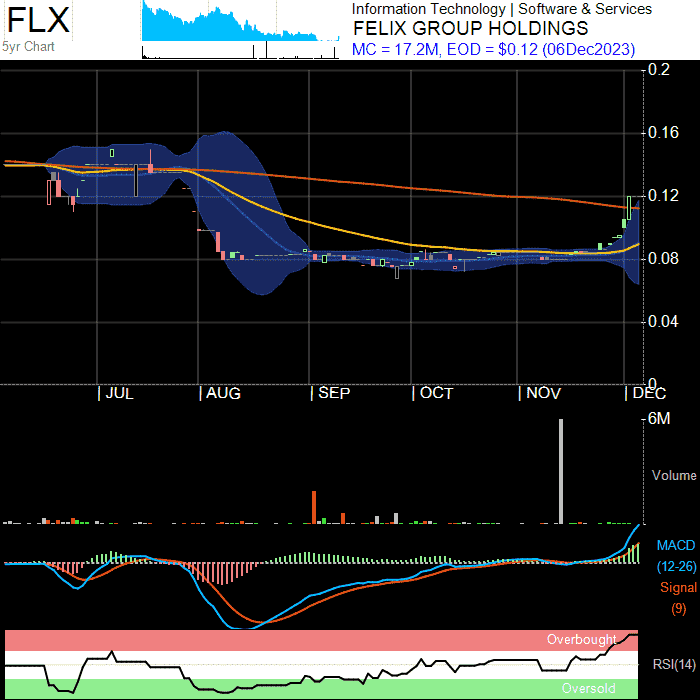 FLX
5yr Chart
Information Technology | Software & Services
FELIX GROUP HOLDINGS
MC = 17.2M, EOD = $0.12 (06Dec2023)
0.2
0.16
0.12
0.08
0.04
0
| JUL | AUG | SEP | OCT | NOV | DEC
6M
Volume
MACD
(12-26)
Signal
(9)
Overbought
RSI(14)
Oversold